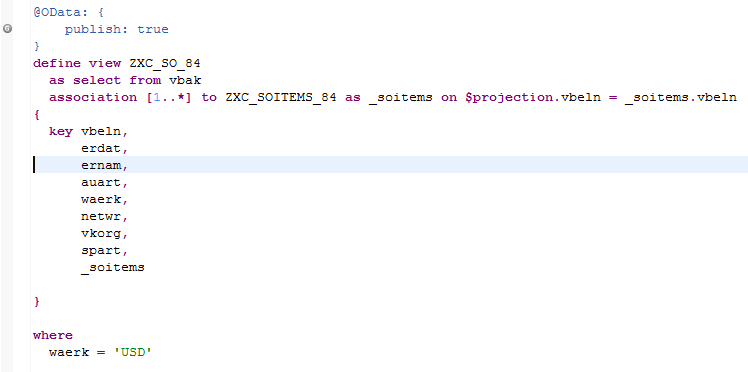 @OData: {
publish: true
}
define view ZXC_SO_84
as select from vbak
association [1..*] to ZXC_SOITEMS_84 as _soitems on $projection.vbeln = _soitems.vbeln
{
key vbeln,
erdat,
ernam,
auart,
waerk,
netwr,
vkorg,
spart,
_soitems
}
where
waerk = 'USD'